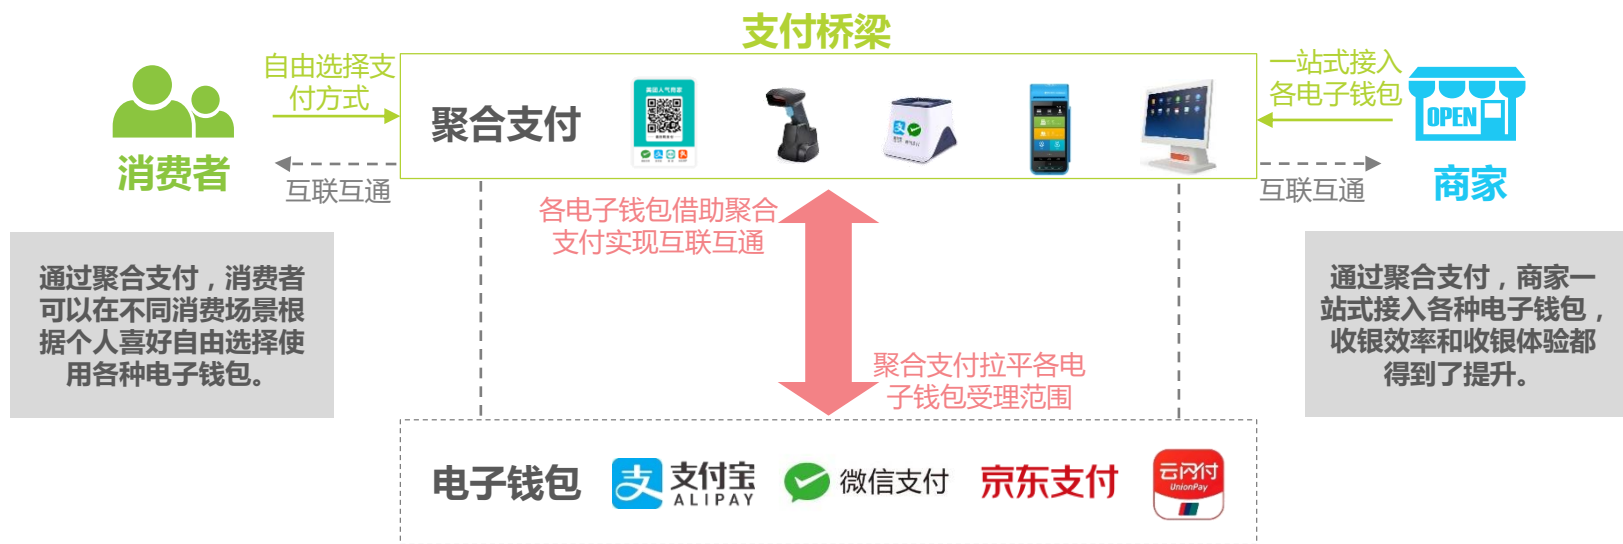 支付桥梁
自由选择支
付方式
聚合支付
美团人气商家
一站式接入
各电子钱包
OPEN
消费者
互联互通
互联互通
商家
各电子钱包借助聚合
支付实现互联互通
通过聚合支付，消费者
可以在不同消费场景根
据个人喜好自由选择使
用各种电子钱包。
通过聚合支付，商家一
站式接入各种电子钱包，
收银效率和收银体验都
得到了提升。
聚合支付拉平各电
子钱包受理范围
电子钱包
支付宝
ALIPAY
微信支付
京东支付
云闪付
UnionPay